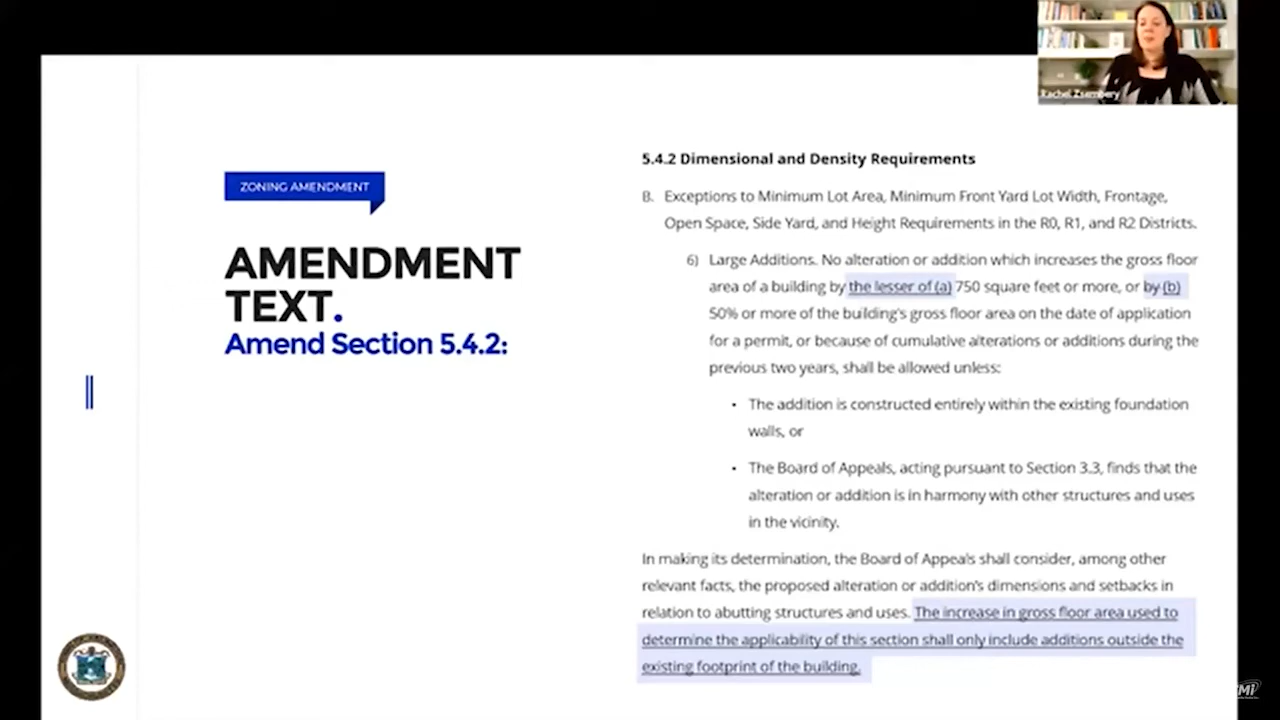 Rachel Zsembery
ZONING AMENDMENT
AMENDMENT
TEXT.
Amend Section 5.4.2:
5.4.2 Dimensional and Density Requirements
B. Exceptions to Minimum Lot Area, Minimum Front Yard Lot Width, Frontage,
Open Space, Side Yard, and Height Requirements in the R0, R1, and R2 Districts.
6) Large Additions. No alteration or addition which increases the gross floor
area of a building by the lesser of (a) 750 square feet or more, or by (b)
50% or more of the building's gross floor area on the date of application
for a permit, or because of cumulative alterations or additions during the
previous two years, shall be allowed unless:
• The addition is constructed entirely within the existing foundation
walls, or
• The Board of Appeals, acting pursuant to Section 3.3, finds that the
alteration or addition is in harmony with other structures and uses
in the vicinity.
In making its determination, the Board of Appeals shall consider, among other
relevant facts, the proposed alteration or addition's dimensions and setbacks in
relation to abutting structures and uses. The increase in gross floor area used to
determine the applicability of this section shall only include additions outside the
existing footprint of the building.